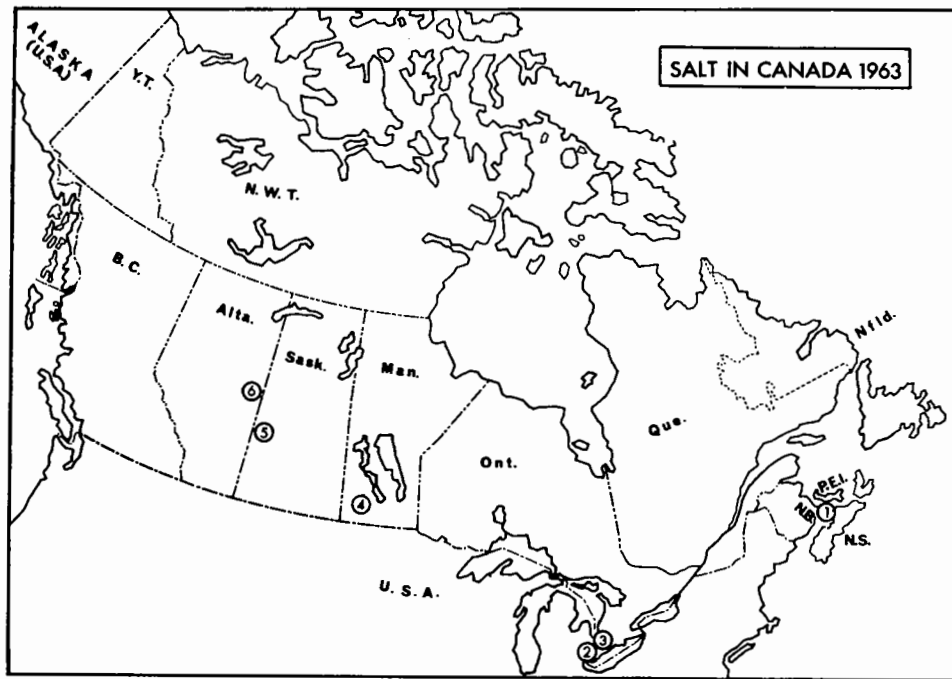 SALT IN CANADA 1963
ALASKA
(U.S.A)
Y.T.
N.W.T.
B.C.
Alta.
Sask.
Man.
Nfld.
Que.
Ont.
P.E.I.
N.B.
N.S.
U.S.A.
6
5
4
1
3
2